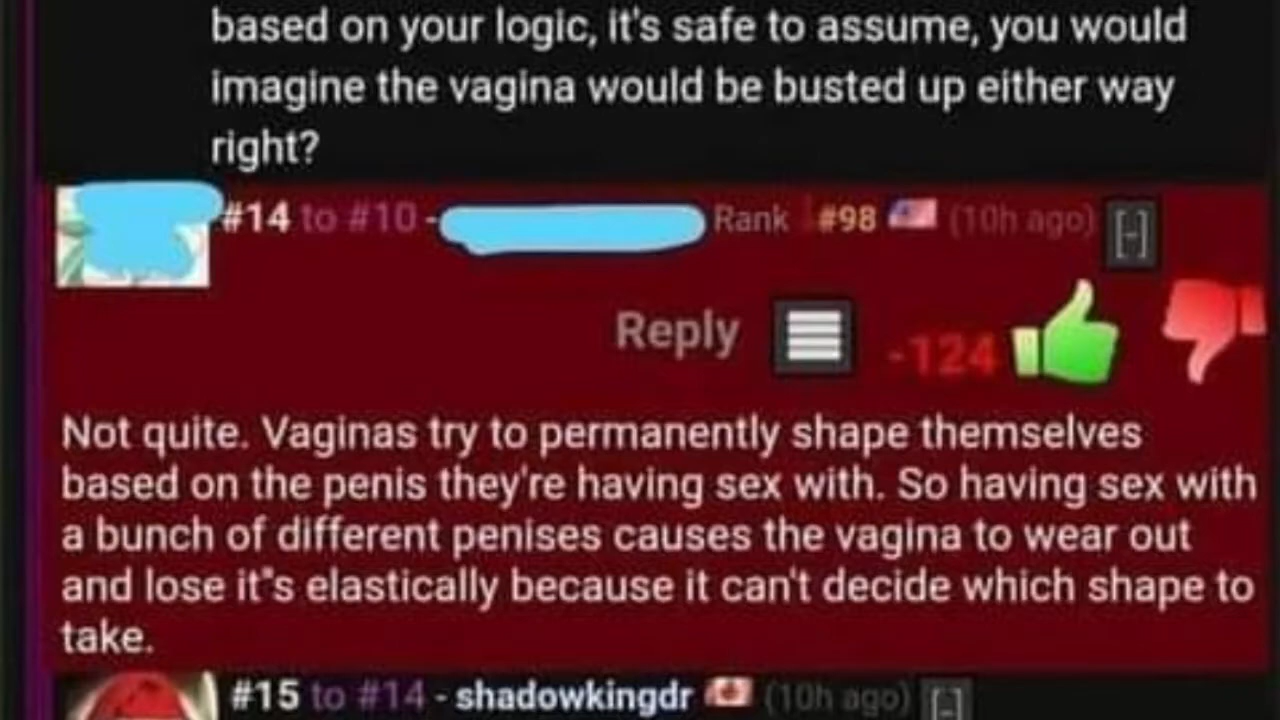 based on your logic, it's safe to assume, you would
imagine the vagina would be busted up either way
right?
#14 to #10 - Rank #98 (10h ago) [-]
Reply -124
Not quite. Vaginas try to permanently shape themselves
based on the penis they're having sex with. So having sex with
a bunch of different penises causes the vagina to wear out
and lose it"s elastically because it can't decide which shape to
take.
#15 to #14 - shadowkingdr (10h ago) [-]